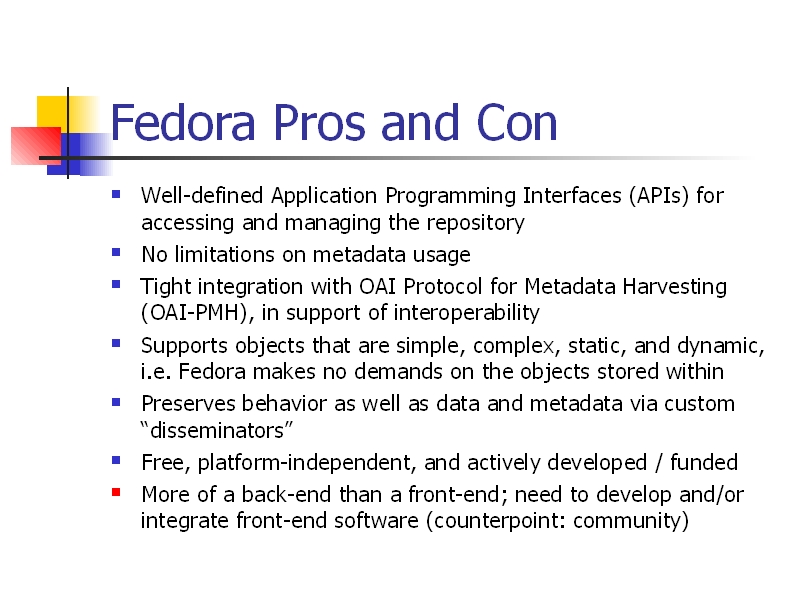 Fedora Pros and Con
Well-defined Application Programming Interfaces (APIs) for
accessing and managing the repository
No limitations on metadata usage
Tight integration with OAI Protocol for Metadata Harvesting
(OAI-PMH), in support of interoperability
Supports objects that are simple, complex, static, and dynamic,
i.e. Fedora makes no demands on the objects stored within
Preserves behavior as well as data and metadata via custom
“disseminators”
Free, platform-independent, and actively developed / funded
More of a back-end than a front-end; need to develop and/or
integrate front-end software (counterpoint: community)